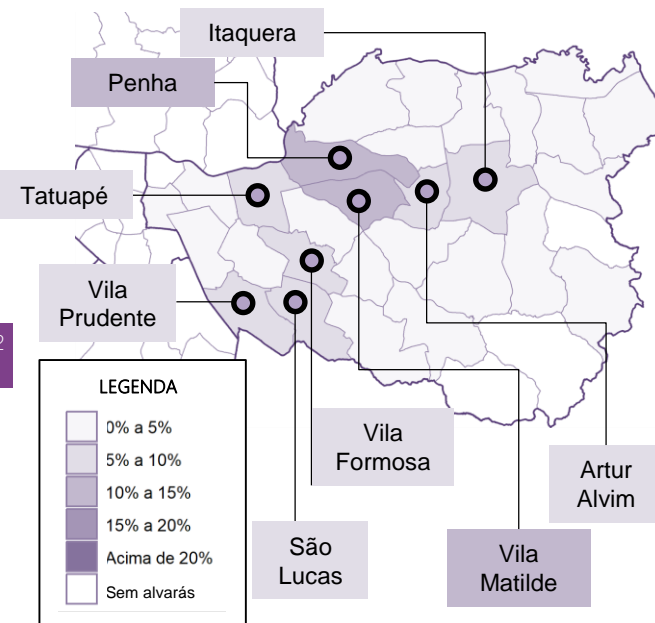 Itaquera
Penha
Tatuapé
Vila
Prudente
LEGENDA
0% a 5%
5% a 10%
10% a 15%
15% a 20%
Acima de 20%
Sem alvarás
Vila
Formosa
São
Lucas
Artur
Alvim
Vila
Matilde